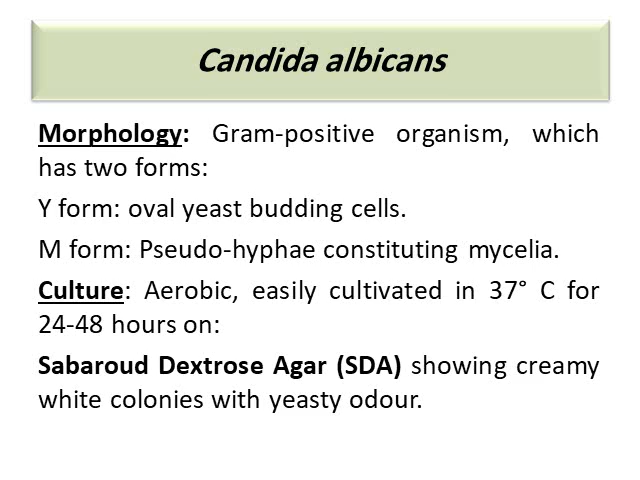 Candida albicans
Morphology: Gram-positive organism, which
has two forms:
Y form: oval yeast budding cells.
M form: Pseudo-hyphae constituting mycelia.
Culture: Aerobic, easily cultivated in 37° C for
24-48 hours on:
Sabaroud Dextrose Agar (SDA) showing creamy
white colonies with yeasty odour.